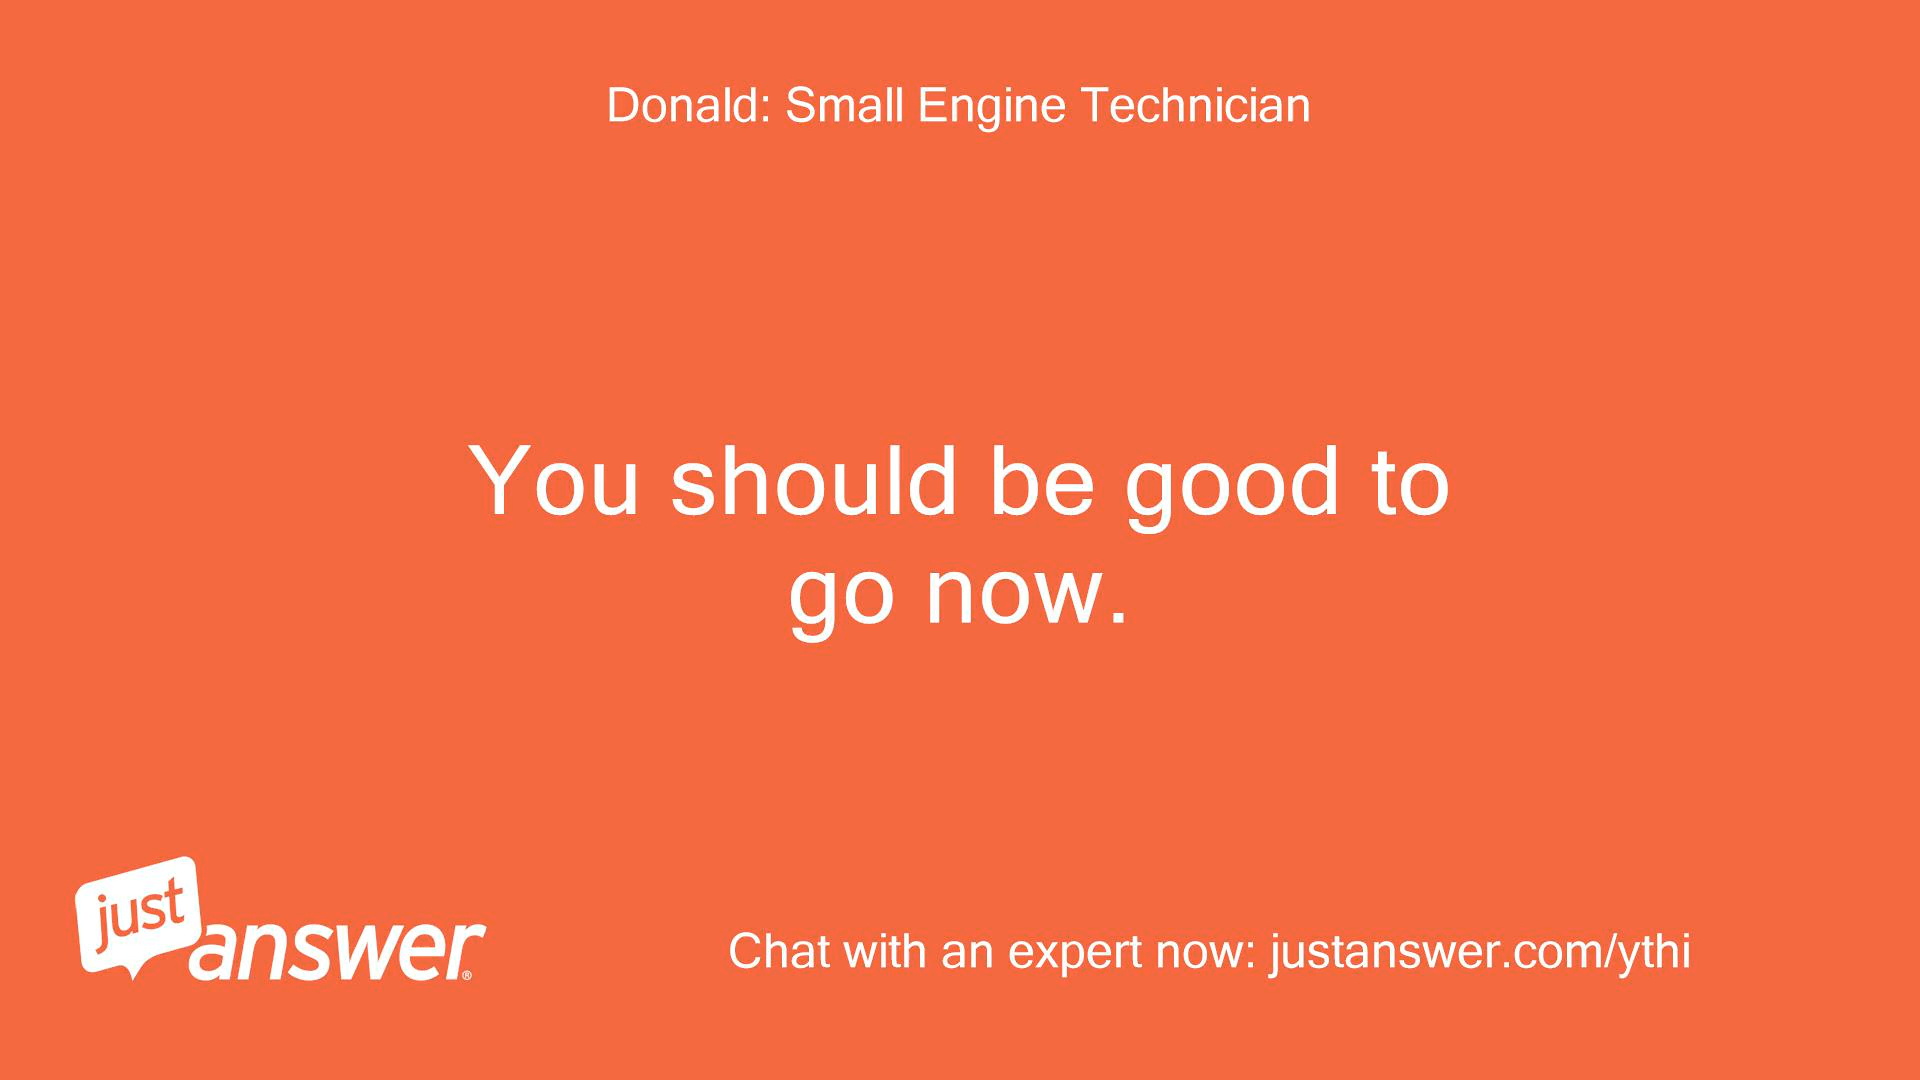 Donald: Small Engine Technician
You should be good to
go now.
just
answer®
Chat with an expert now: justanswer.com/ythi